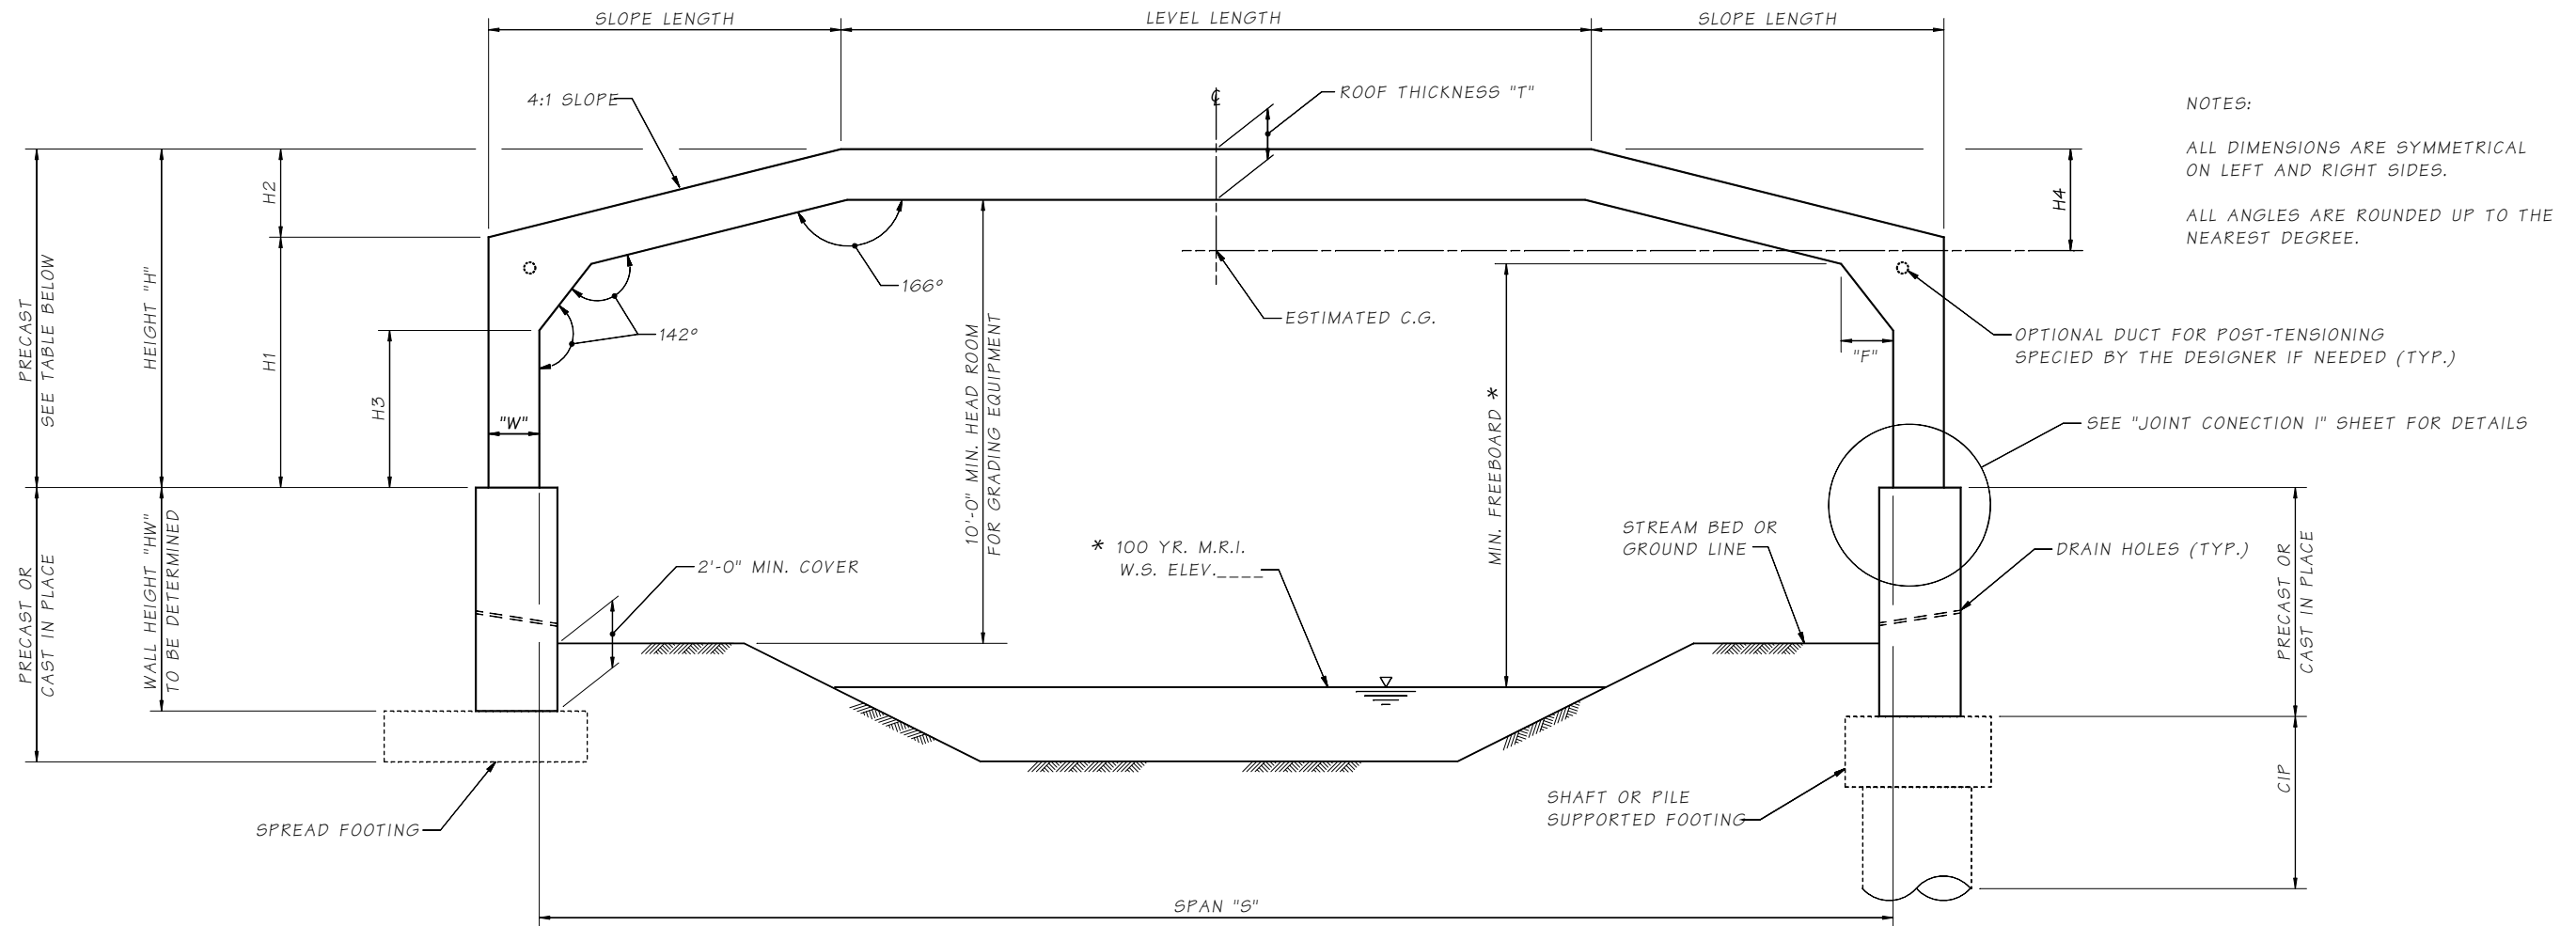 SLOPE LENGTH
LEVEL LENGTH
SLOPE LENGTH
4:1 SLOPE
ROOF THICKNESS "T"
℄
NOTES:
ALL DIMENSIONS ARE SYMMETRICAL
ON LEFT AND RIGHT SIDES.
ALL ANGLES ARE ROUNDED UP TO THE
NEAREST DEGREE.
H2
H4
PRECAST
SEE TABLE BELOW
HEIGHT "H"
H1
H3
166°
142°
ESTIMATED C.G.
"F"
OPTIONAL DUCT FOR POST-TENSIONING
SPECIED BY THE DESIGNER IF NEEDED (TYP.)
"W"
10'-0" MIN. HEAD ROOM
FOR GRADING EQUIPMENT
MIN. FREEBOARD *
SEE "JOINT CONECTION I" SHEET FOR DETAILS
PRECAST OR
CAST IN PLACE
WALL HEIGHT "HW"
TO BE DETERMINED
2'-0" MIN. COVER
* 100 YR. M.R.I.
W.S. ELEV.____
STREAM BED OR
GROUND LINE
DRAIN HOLES (TYP.)
PRECAST OR
CAST IN PLACE
CIP
SPREAD FOOTING
SHAFT OR PILE
SUPPORTED FOOTING
SPAN "S"